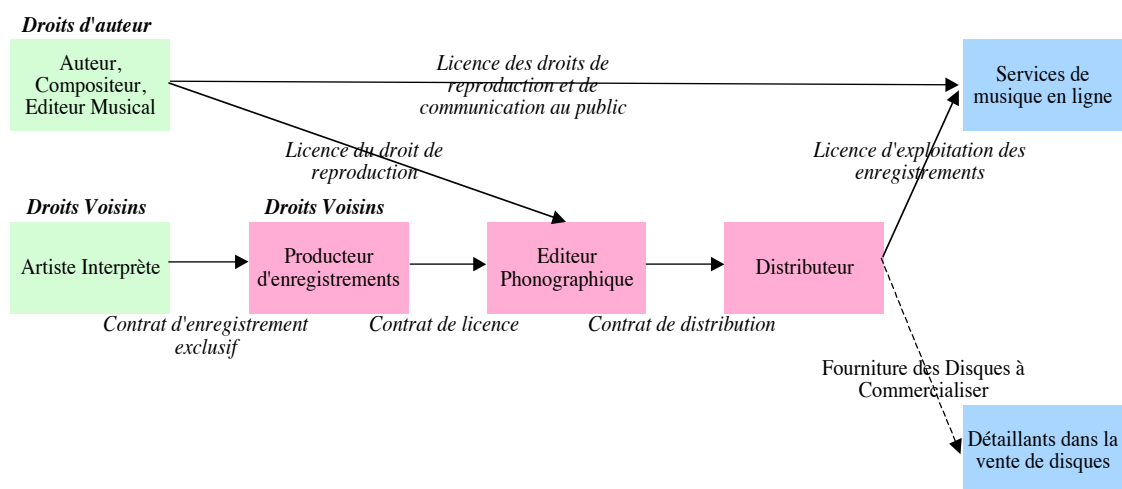 Droits d'auteur
Auteur,
Compositeur,
Editeur Musical
Licence des droits de
reproduction et de
communication au public
Services de
musique en ligne
Licence du droit de
reproduction
Licence d'exploitation des
enregistrements
Droits Voisins
Droits Voisins
Artiste Interprète
Producteur
d'enregistrements
Editeur
Phonographique
Distributeur
Contrat d'enregistrement
exclusif
Contrat de licence
Contrat de distribution
Fourniture des Disques à
Commercialiser
Détaillants dans la
vente de disques